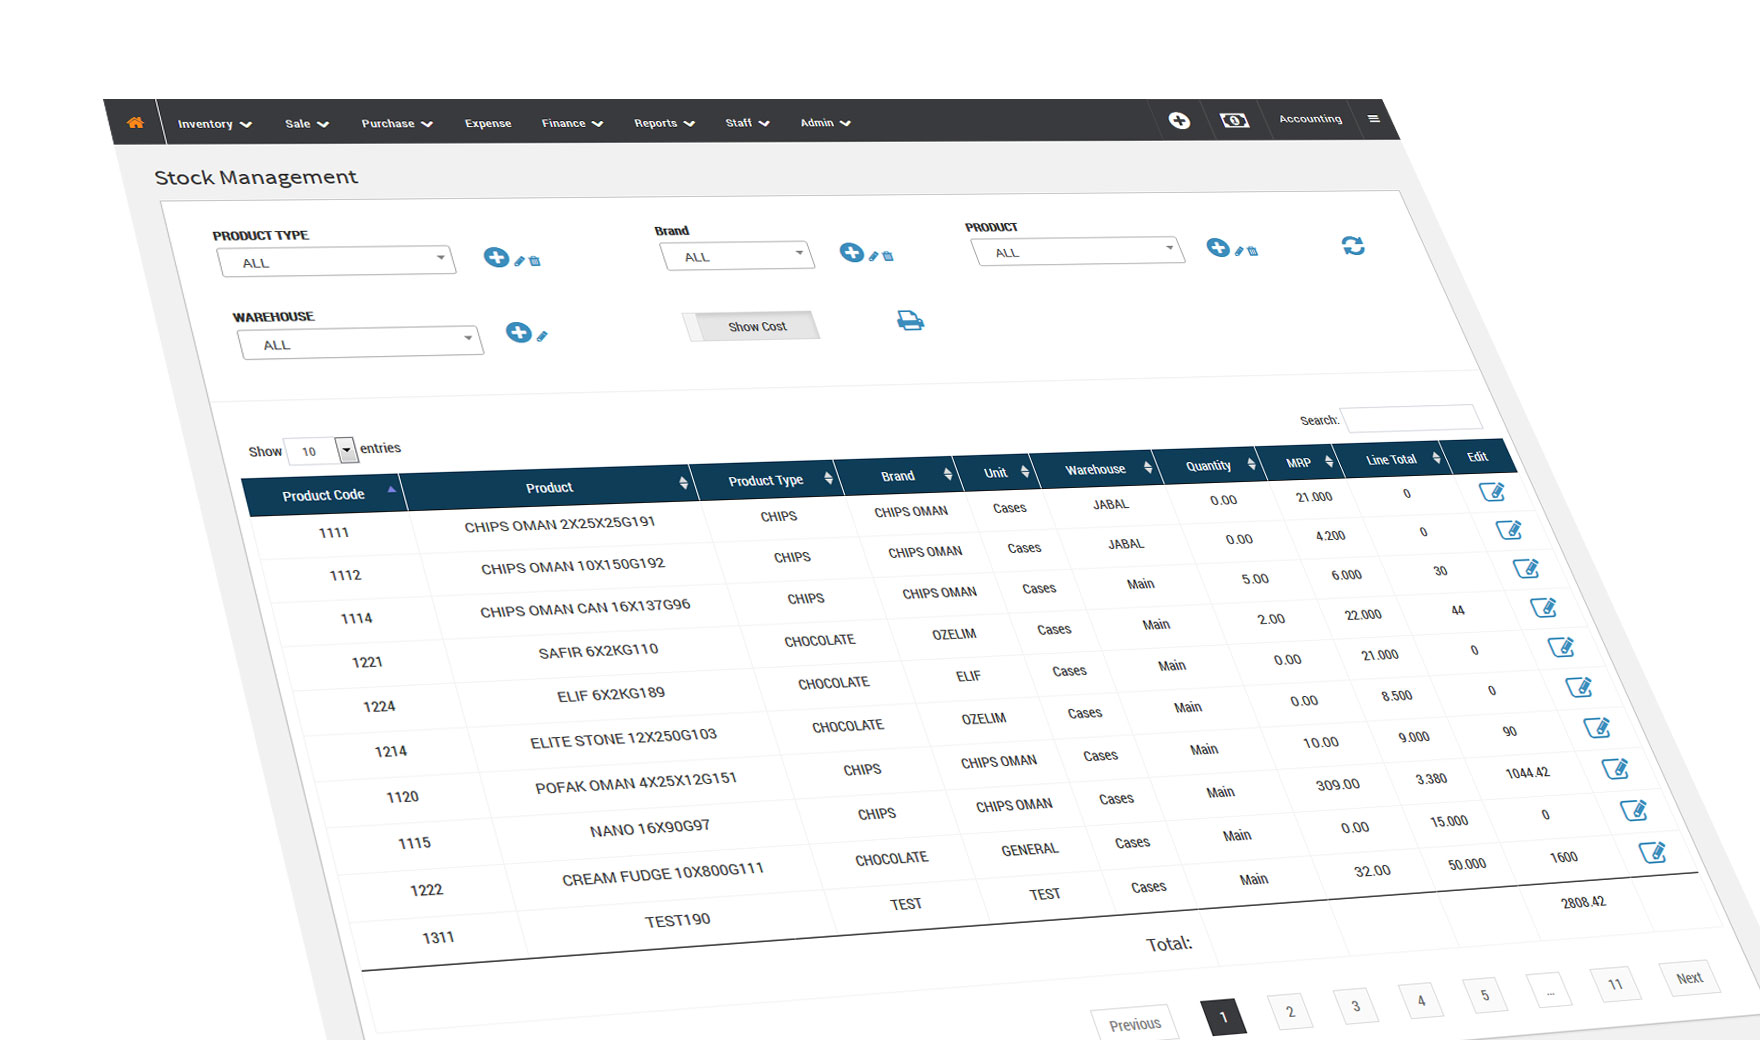 Inventory Sale Purchase Expense Finance Reports Staff Admin Accounting
Stock Management
PRODUCT TYPE Brand PRODUCT
ALL ALL ALL
WAREHOUSE
ALL Show Cost
Show 10 entries Search:
Product Code Product Product Type Brand Unit Warehouse Quantity MRP Line Total Edit
1111 CHIPS OMAN 2X25X25G191 CHIPS CHIPS OMAN Cases JABAL 0.00 21.000 0
1112 CHIPS OMAN 10X150G192 CHIPS CHIPS OMAN Cases JABAL 0.00 4.200 0
1114 CHIPS OMAN CAN 16X137G96 CHIPS CHIPS OMAN Cases Main 5.00 6.000 30
1221 SAFIR 6X2KG110 CHOCOLATE OZELIM Cases Main 2.00 22.000 44
1224 ELIF 6X2KG189 CHOCOLATE ELIF Cases Main 0.00 21.000 0
1214 ELITE STONE 12X250G103 CHOCOLATE OZELIM Cases Main 0.00 8.500 0
1120 POFAK OMAN 4X25X12G151 CHIPS CHIPS OMAN Cases Main 10.00 9.000 90
1115 NANO 16X90G97 CHIPS CHIPS OMAN Cases Main 309.00 3.380 1044.42
1222 CREAM FUDGE 10X800G111 CHOCOLATE GENERAL Cases Main 0.00 15.000 0
1311 TEST190 TEST TEST Cases Main 32.00 50.000 1600
Total: 2808.42
Previous 1 2 3 4 5 ... 11 Next